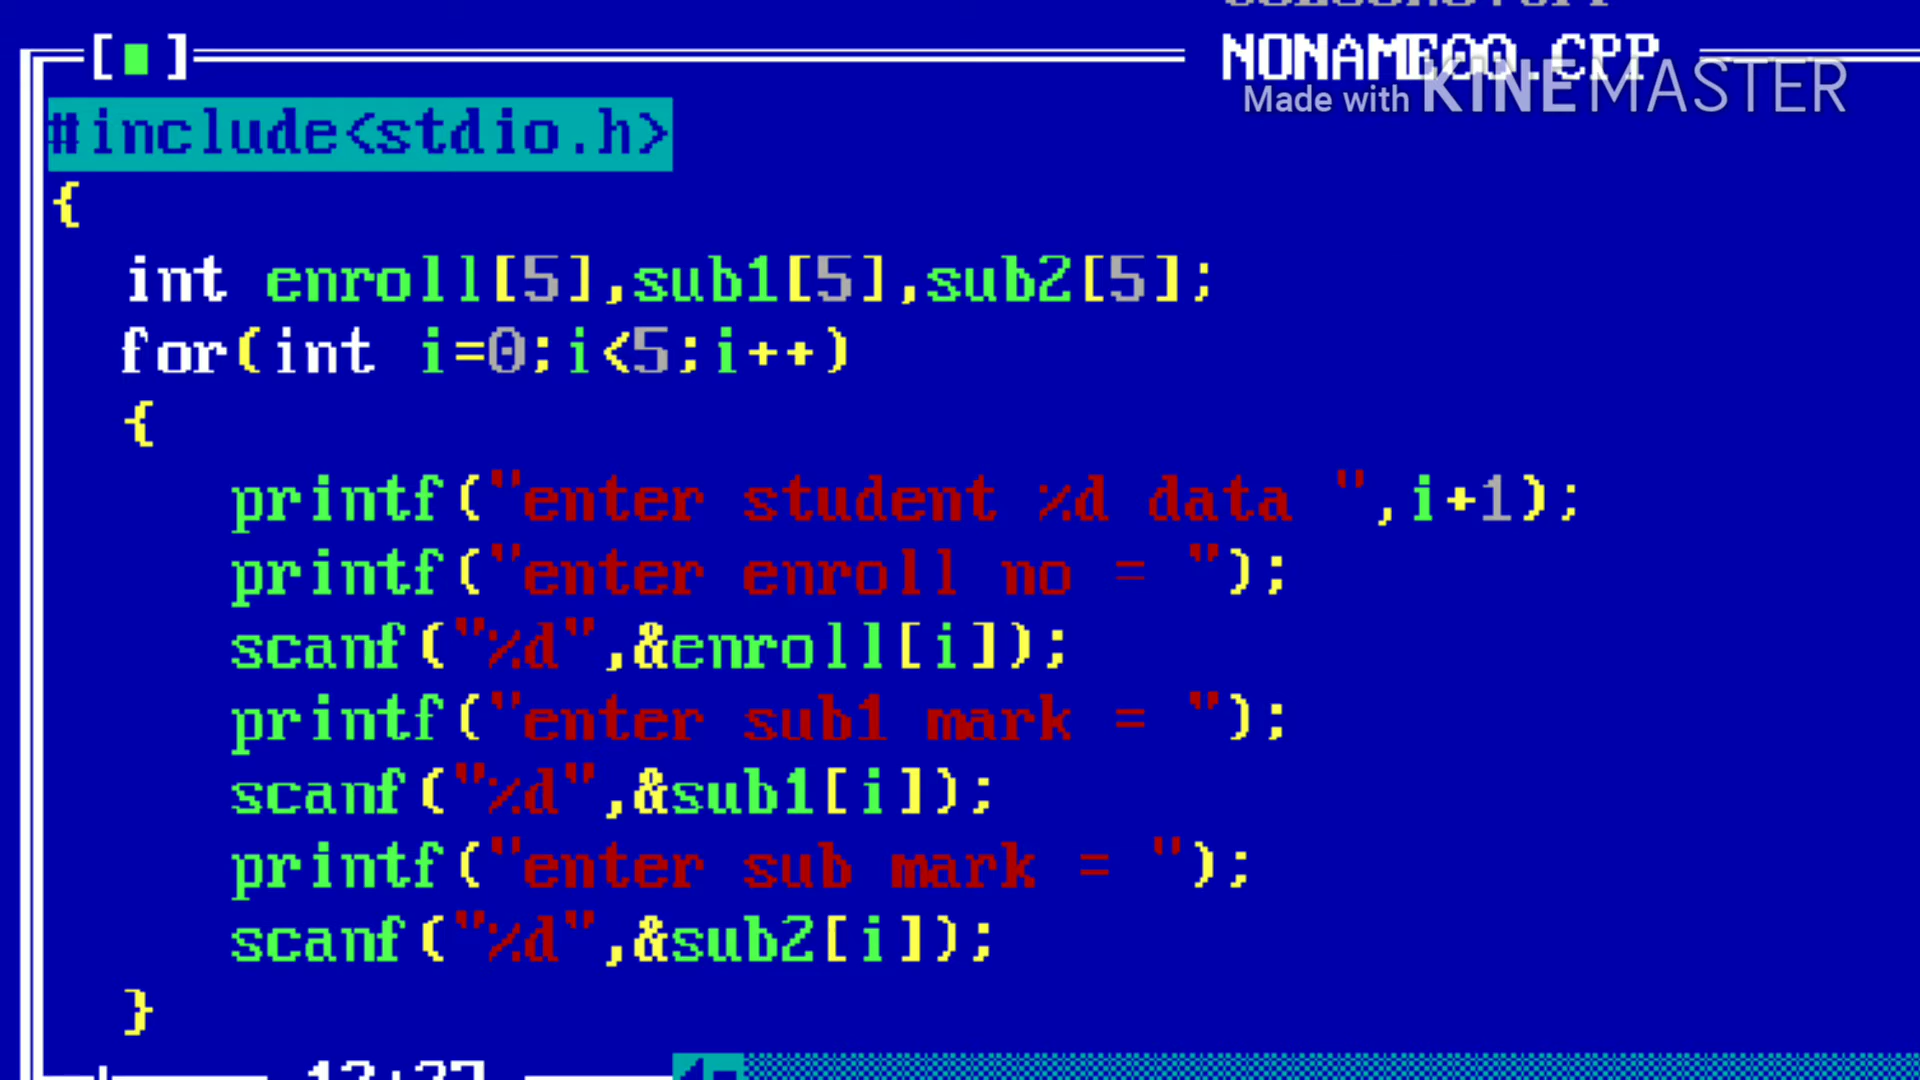 [■]
NONAME00.CPP
Made with KINEMASTER
#include<stdio.h>
{
int enroll[5],sub1[5],sub2[5];
for(int i=0;i<5;i++)
{
printf("enter student %d data ",i+1);
printf("enter enroll no = ");
scanf("%d",&enroll[i]);
printf("enter sub1 mark = ");
scanf("%d",&sub1[i]);
printf("enter sub mark = ");
scanf("%d",&sub2[i]);
}